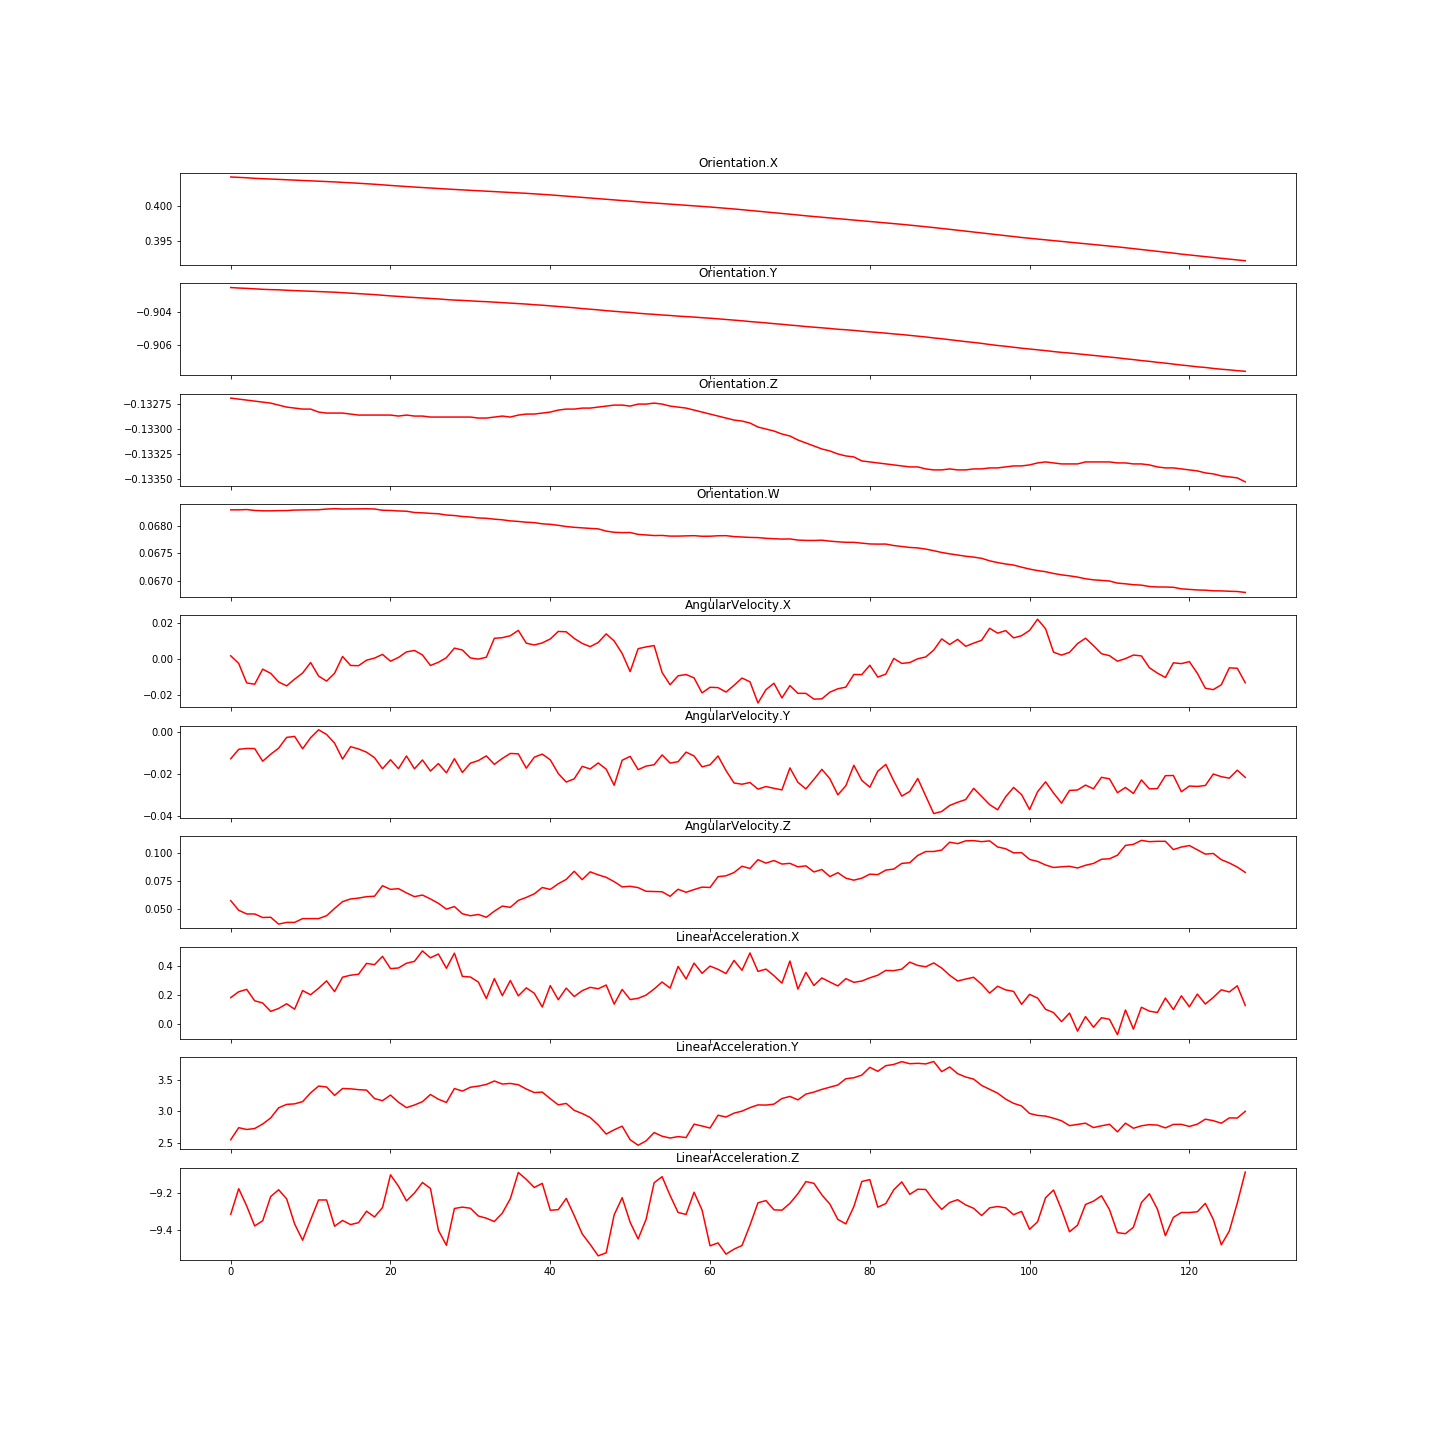 Orientation.X
0.400
0.395
Orientation.Y
−0.904
−0.906
Orientation.Z
−0.13275
−0.13300
−0.13325
−0.13350
Orientation.W
0.0680
0.0675
0.0670
AngularVelocity.X
0.02
0.00
−0.02
AngularVelocity.Y
0.00
−0.02
−0.04
AngularVelocity.Z
0.100
0.075
0.050
LinearAcceleration.X
0.4
0.2
0.0
LinearAcceleration.Y
3.5
3.0
2.5
LinearAcceleration.Z
−9.2
−9.4
0 20 40 60 80 100 120